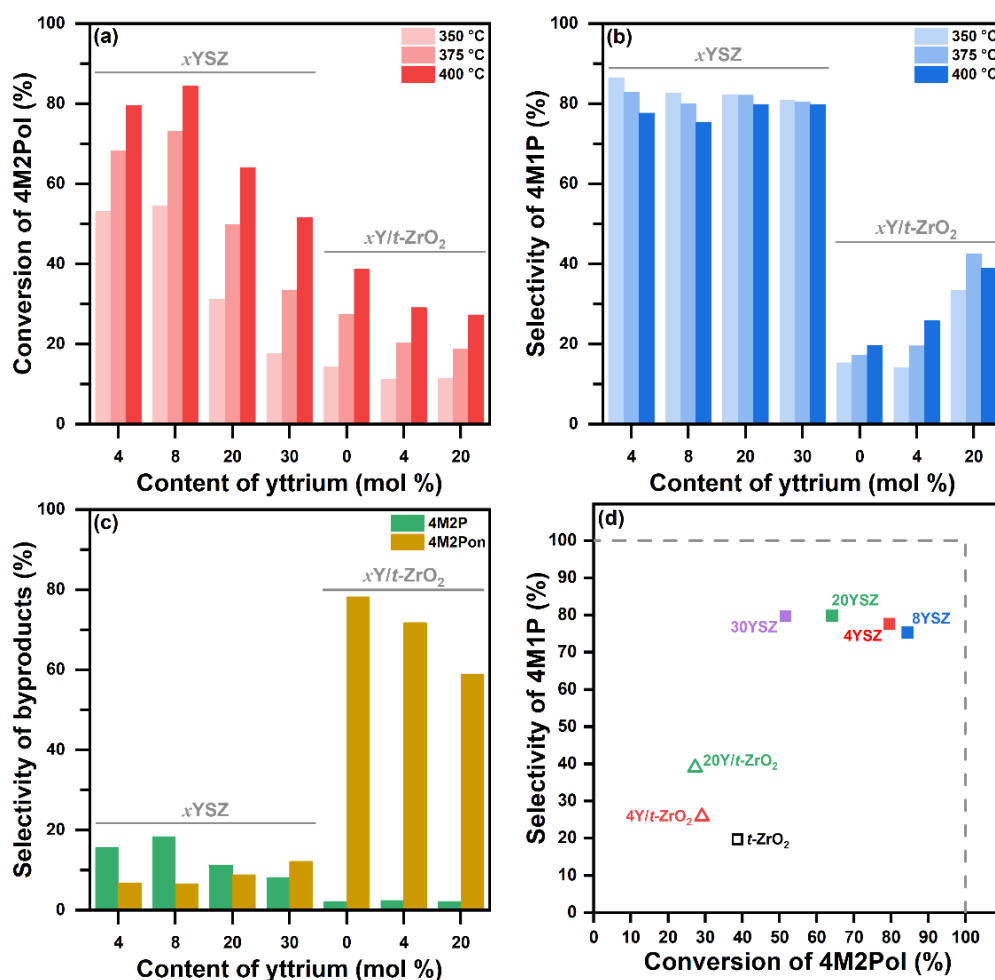 (a)
xYSZ
xY/t-ZrO2
350 °C
375 °C
400 °C
Conversion of 4M2Pol (%)
100
80
60
40
20
0
4 8 20 30 0 4 20
Content of yttrium (mol %)
(b)
xYSZ
xY/t-ZrO2
350 °C
375 °C
400 °C
Selectivity of 4M1P (%)
100
80
60
40
20
0
4 8 20 30 0 4 20
Content of yttrium (mol %)
(c)
4M2P
4M2Pon
xY/t-ZrO2
xYSZ
Selectivity of byproducts (%)
100
80
60
40
20
0
4 8 20 30 0 4 20
Content of yttrium (mol %)
(d)
Selectivity of 4M1P (%)
100
90
80
70
60
50
40
30
20
10
0
20YSZ
30YSZ
8YSZ
4YSZ
20Y/t-ZrO2
4Y/t-ZrO2
t-ZrO2
0 10 20 30 40 50 60 70 80 90 100
Conversion of 4M2Pol (%)